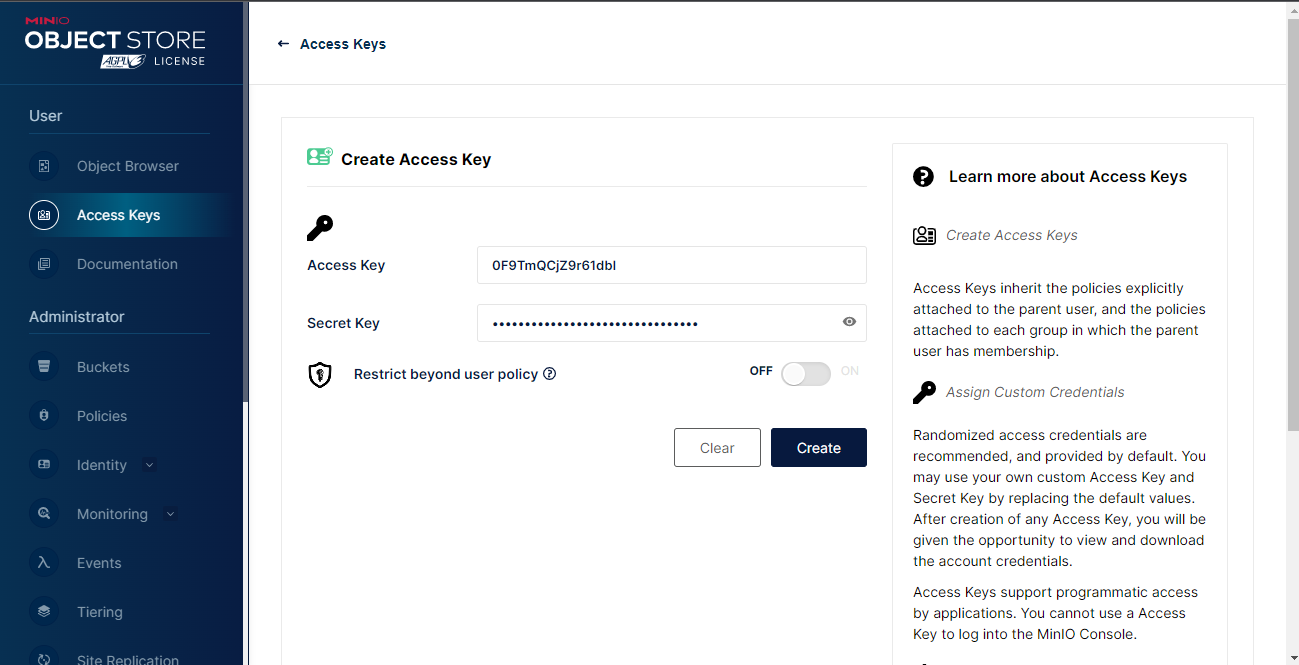 MINIO
OBJECT STORE
AGPLv3 LICENSE
User
Object Browser
Access Keys
Documentation
Administrator
Buckets
Policies
Identity
Monitoring
Events
Tiering
Site Replication
← Access Keys
Create Access Key
Access Key
0F9TmQCjZ9r61dbI
Secret Key
••••••••••••••••••••••••••••••••
Restrict beyond user policy
OFF ON
Clear Create
Learn more about Access Keys
Create Access Keys
Access Keys inherit the policies explicitly
attached to the parent user, and the policies
attached to each group in which the parent
user has membership.
Assign Custom Credentials
Randomized access credentials are
recommended, and provided by default. You
may use your own custom Access Key and
Secret Key by replacing the default values.
After creation of any Access Key, you will be
given the opportunity to view and download
the account credentials.
Access Keys support programmatic access
by applications. You cannot use a Access
Key to log into the MinIO Console.